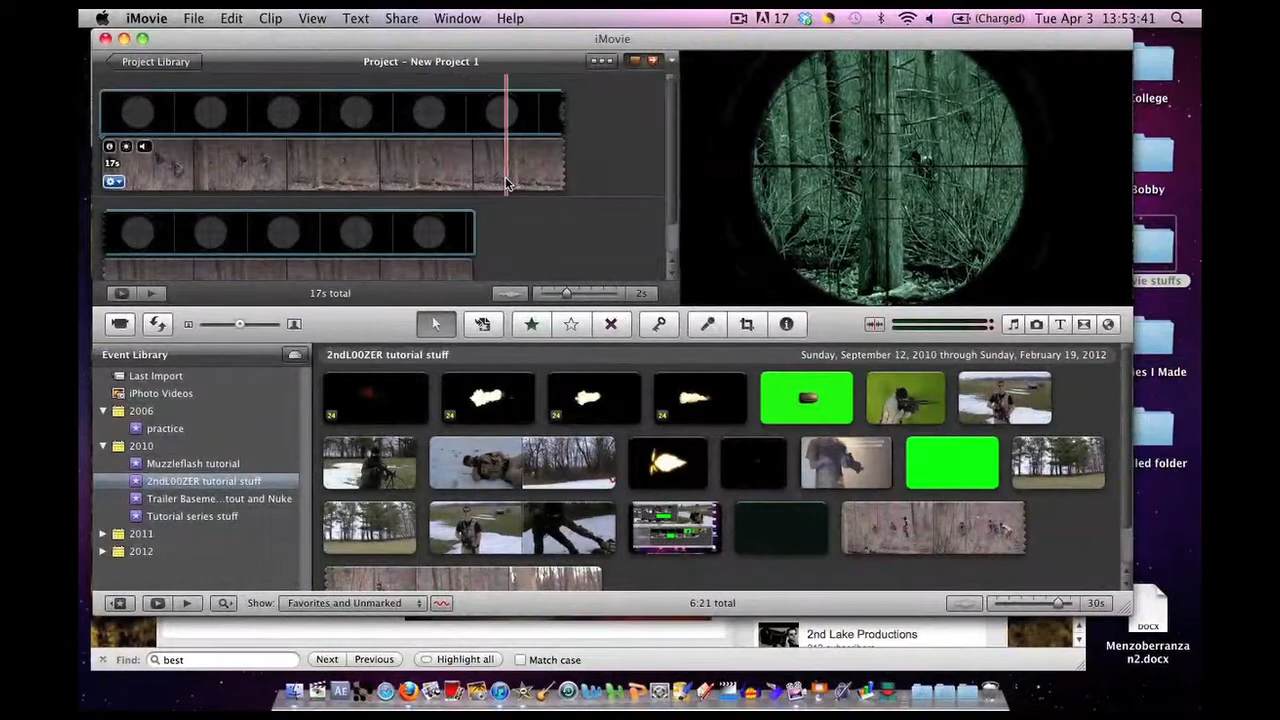 iMovie File Edit Clip View Text Share Window Help
17 (Charged) Tue Apr 3 13:53:41
iMovie
Project Library
Project - New Project 1
17s
17s total
2s
College
Bobby
vie stuffs
es I Made
led folder
Menzoberranza
n2.docx
DOCX
Event Library
Last Import
iPhoto Videos
2006
practice
2010
Muzzleflash tutorial
2ndL00ZER tutorial stuff
Trailer Baseme...tout and Nuke
Tutorial series stuff
2011
2012
2ndL00ZER tutorial stuff
Sunday, September 12, 2010 through Sunday, February 19, 2012
24
24
24
24
Show: Favorites and Unmarked
6:21 total
30s
2nd Lake Productions
Find: best Next Previous Highlight all Match case
AE